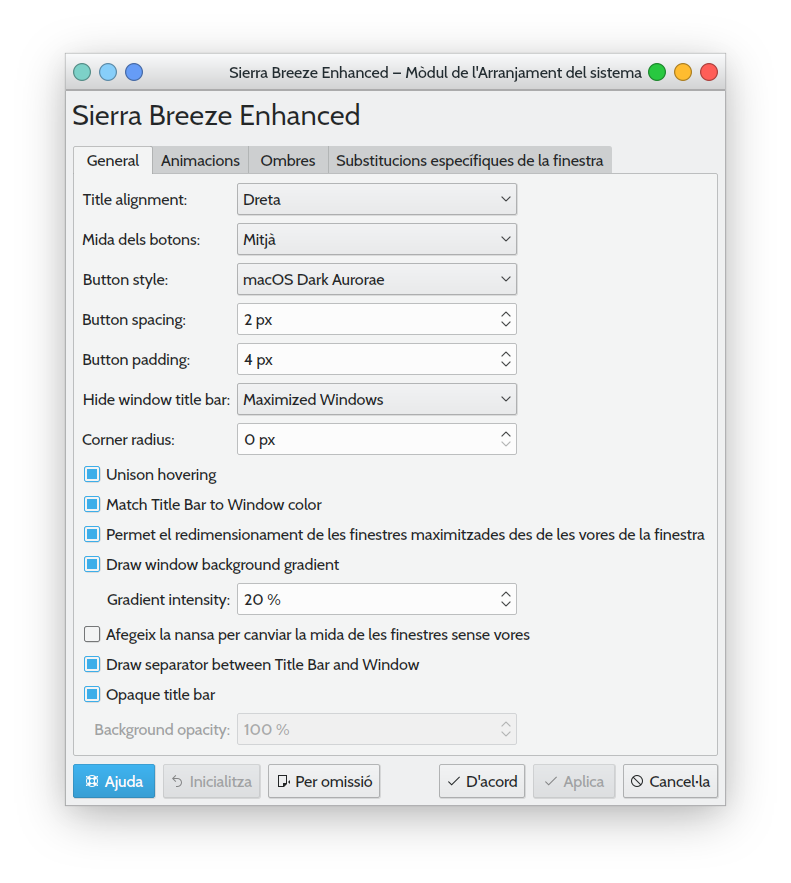 Sierra Breeze Enhanced – Mòdul de l'Arranjament del sistema
Sierra Breeze Enhanced
General Animacions Ombres Substitucions específiques de la finestra
Title alignment: Dreta
Mida dels botons: Mitjà
Button style: macOS Dark Aurorae
Button spacing: 2 px
Button padding: 4 px
Hide window title bar: Maximized Windows
Corner radius: 0 px
Unison hovering
Match Title Bar to Window color
Permet el redimensionament de les finestres maximitzades des de les vores de la finestra
Draw window background gradient
Gradient intensity: 20 %
Afegeix la nansa per canviar la mida de les finestres sense vores
Draw separator between Title Bar and Window
Opaque title bar
Background opacity: 100 %
Ajuda Inicialitza Per omissió D'acord Aplica Cancel·la